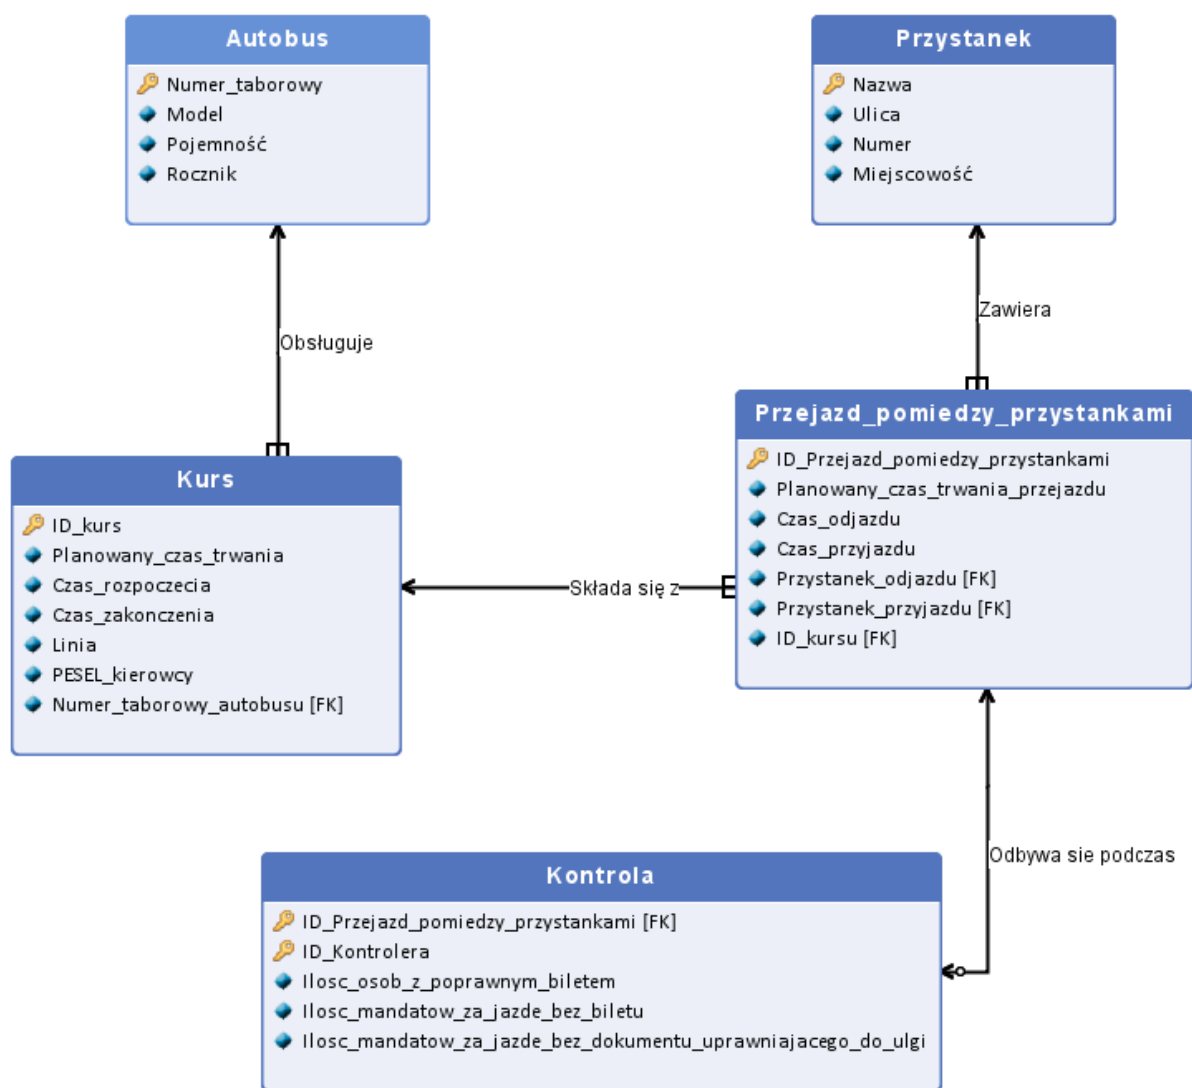 Autobus
Numer_taborowy
Model
Pojemność
Rocznik
Przystanek
Nazwa
Ulica
Numer
Miejscowość
Obsługuje
Zawiera
Kurs
ID_kurs
Planowany_czas_trwania
Czas_rozpoczecia
Czas_zakonczenia
Linia
PESEL_kierowcy
Numer_taborowy_autobusu [FK]
Składa się z
Przejazd_pomiedzy_przystankami
ID_Przejazd_pomiedzy_przystankami
Planowany_czas_trwania_przejazdu
Czas_odjazdu
Czas_przyjazdu
Przystanek_odjazdu [FK]
Przystanek_przyjazdu [FK]
ID_kursu [FK]
Odbywa sie podczas
Kontrola
ID_Przejazd_pomiedzy_przystankami [FK]
ID_Kontrolera
Ilosc_osob_z_poprawnym_biletem
Ilosc_mandatow_za_jazde_bez_biletu
Ilosc_mandatow_za_jazde_bez_dokumentu_uprawniajacego_do_ulgi